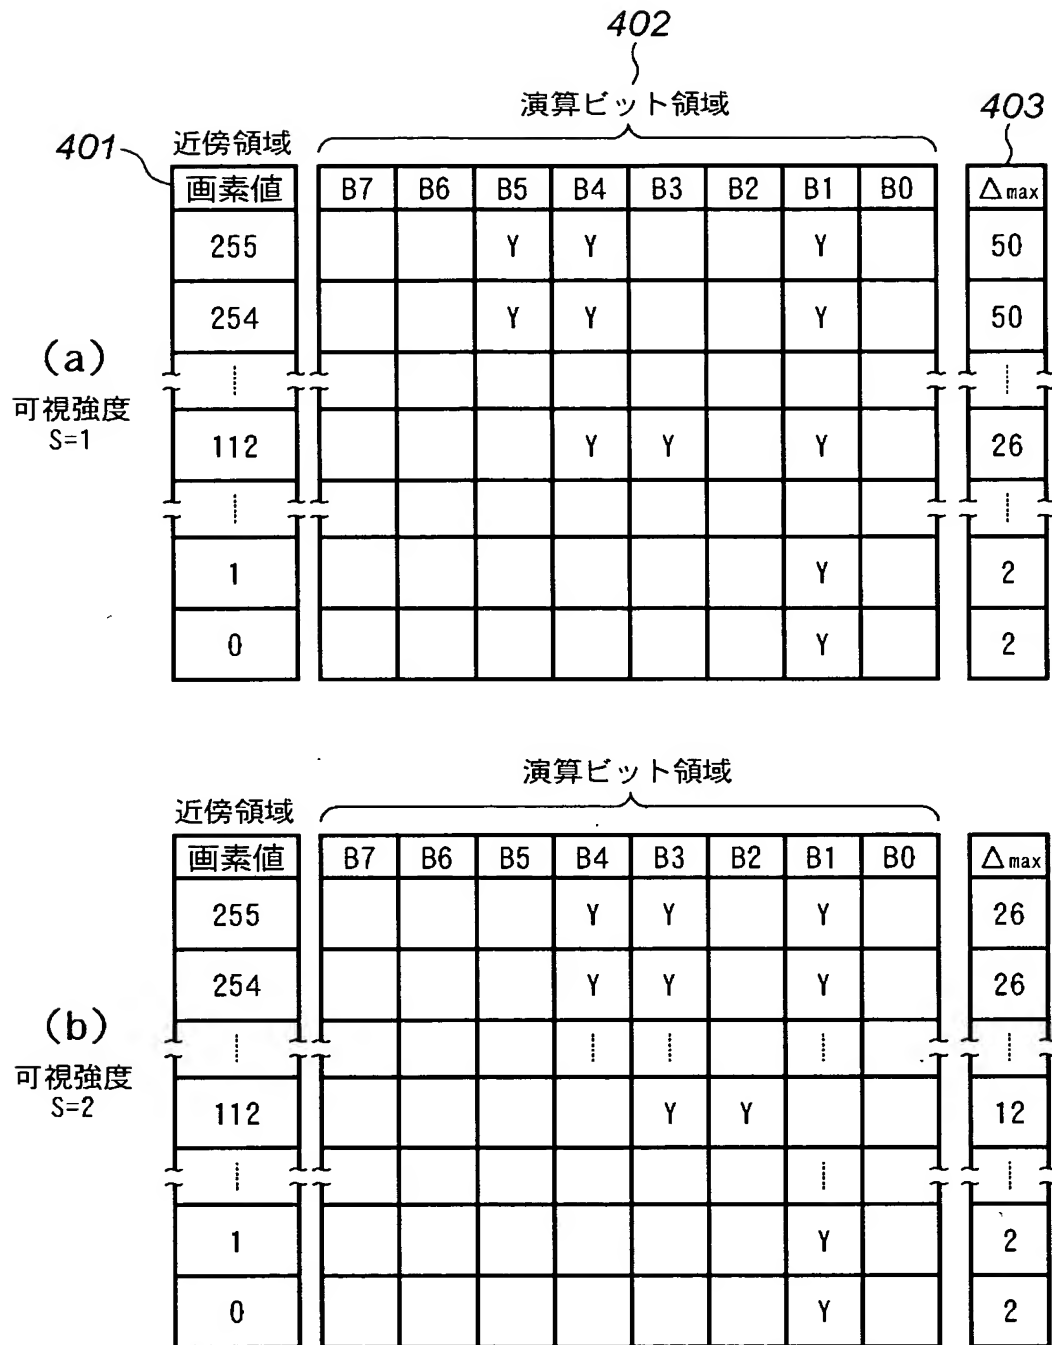 402
演算ビット領域
403
401
近傍領域
画素値 B7 B6 B5 B4 B3 B2 B1 B0 Δmax
255 Y Y Y 50
254 Y Y Y 50
(a)
可視強度
S=1
112 Y Y Y 26
1 Y 2
0 Y 2
演算ビット領域
近傍領域
画素値 B7 B6 B5 B4 B3 B2 B1 B0 Δmax
255 Y Y Y 26
254 Y Y Y 26
(b)
可視強度
S=2
112 Y Y 12
1 Y 2
0 Y 2